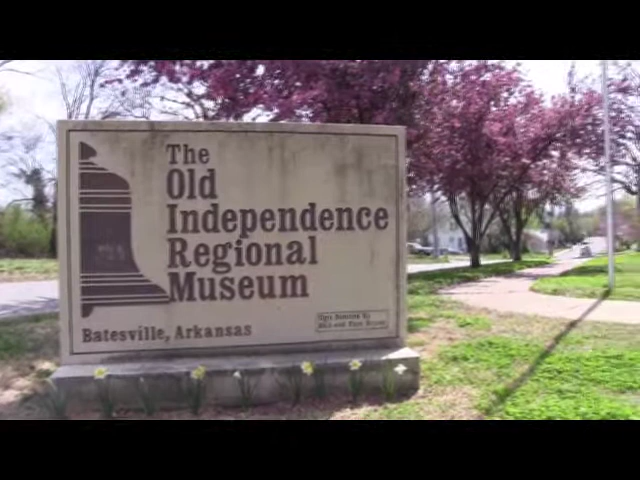 The
Old
Independence
Regional
Museum
Batesville, Arkansas